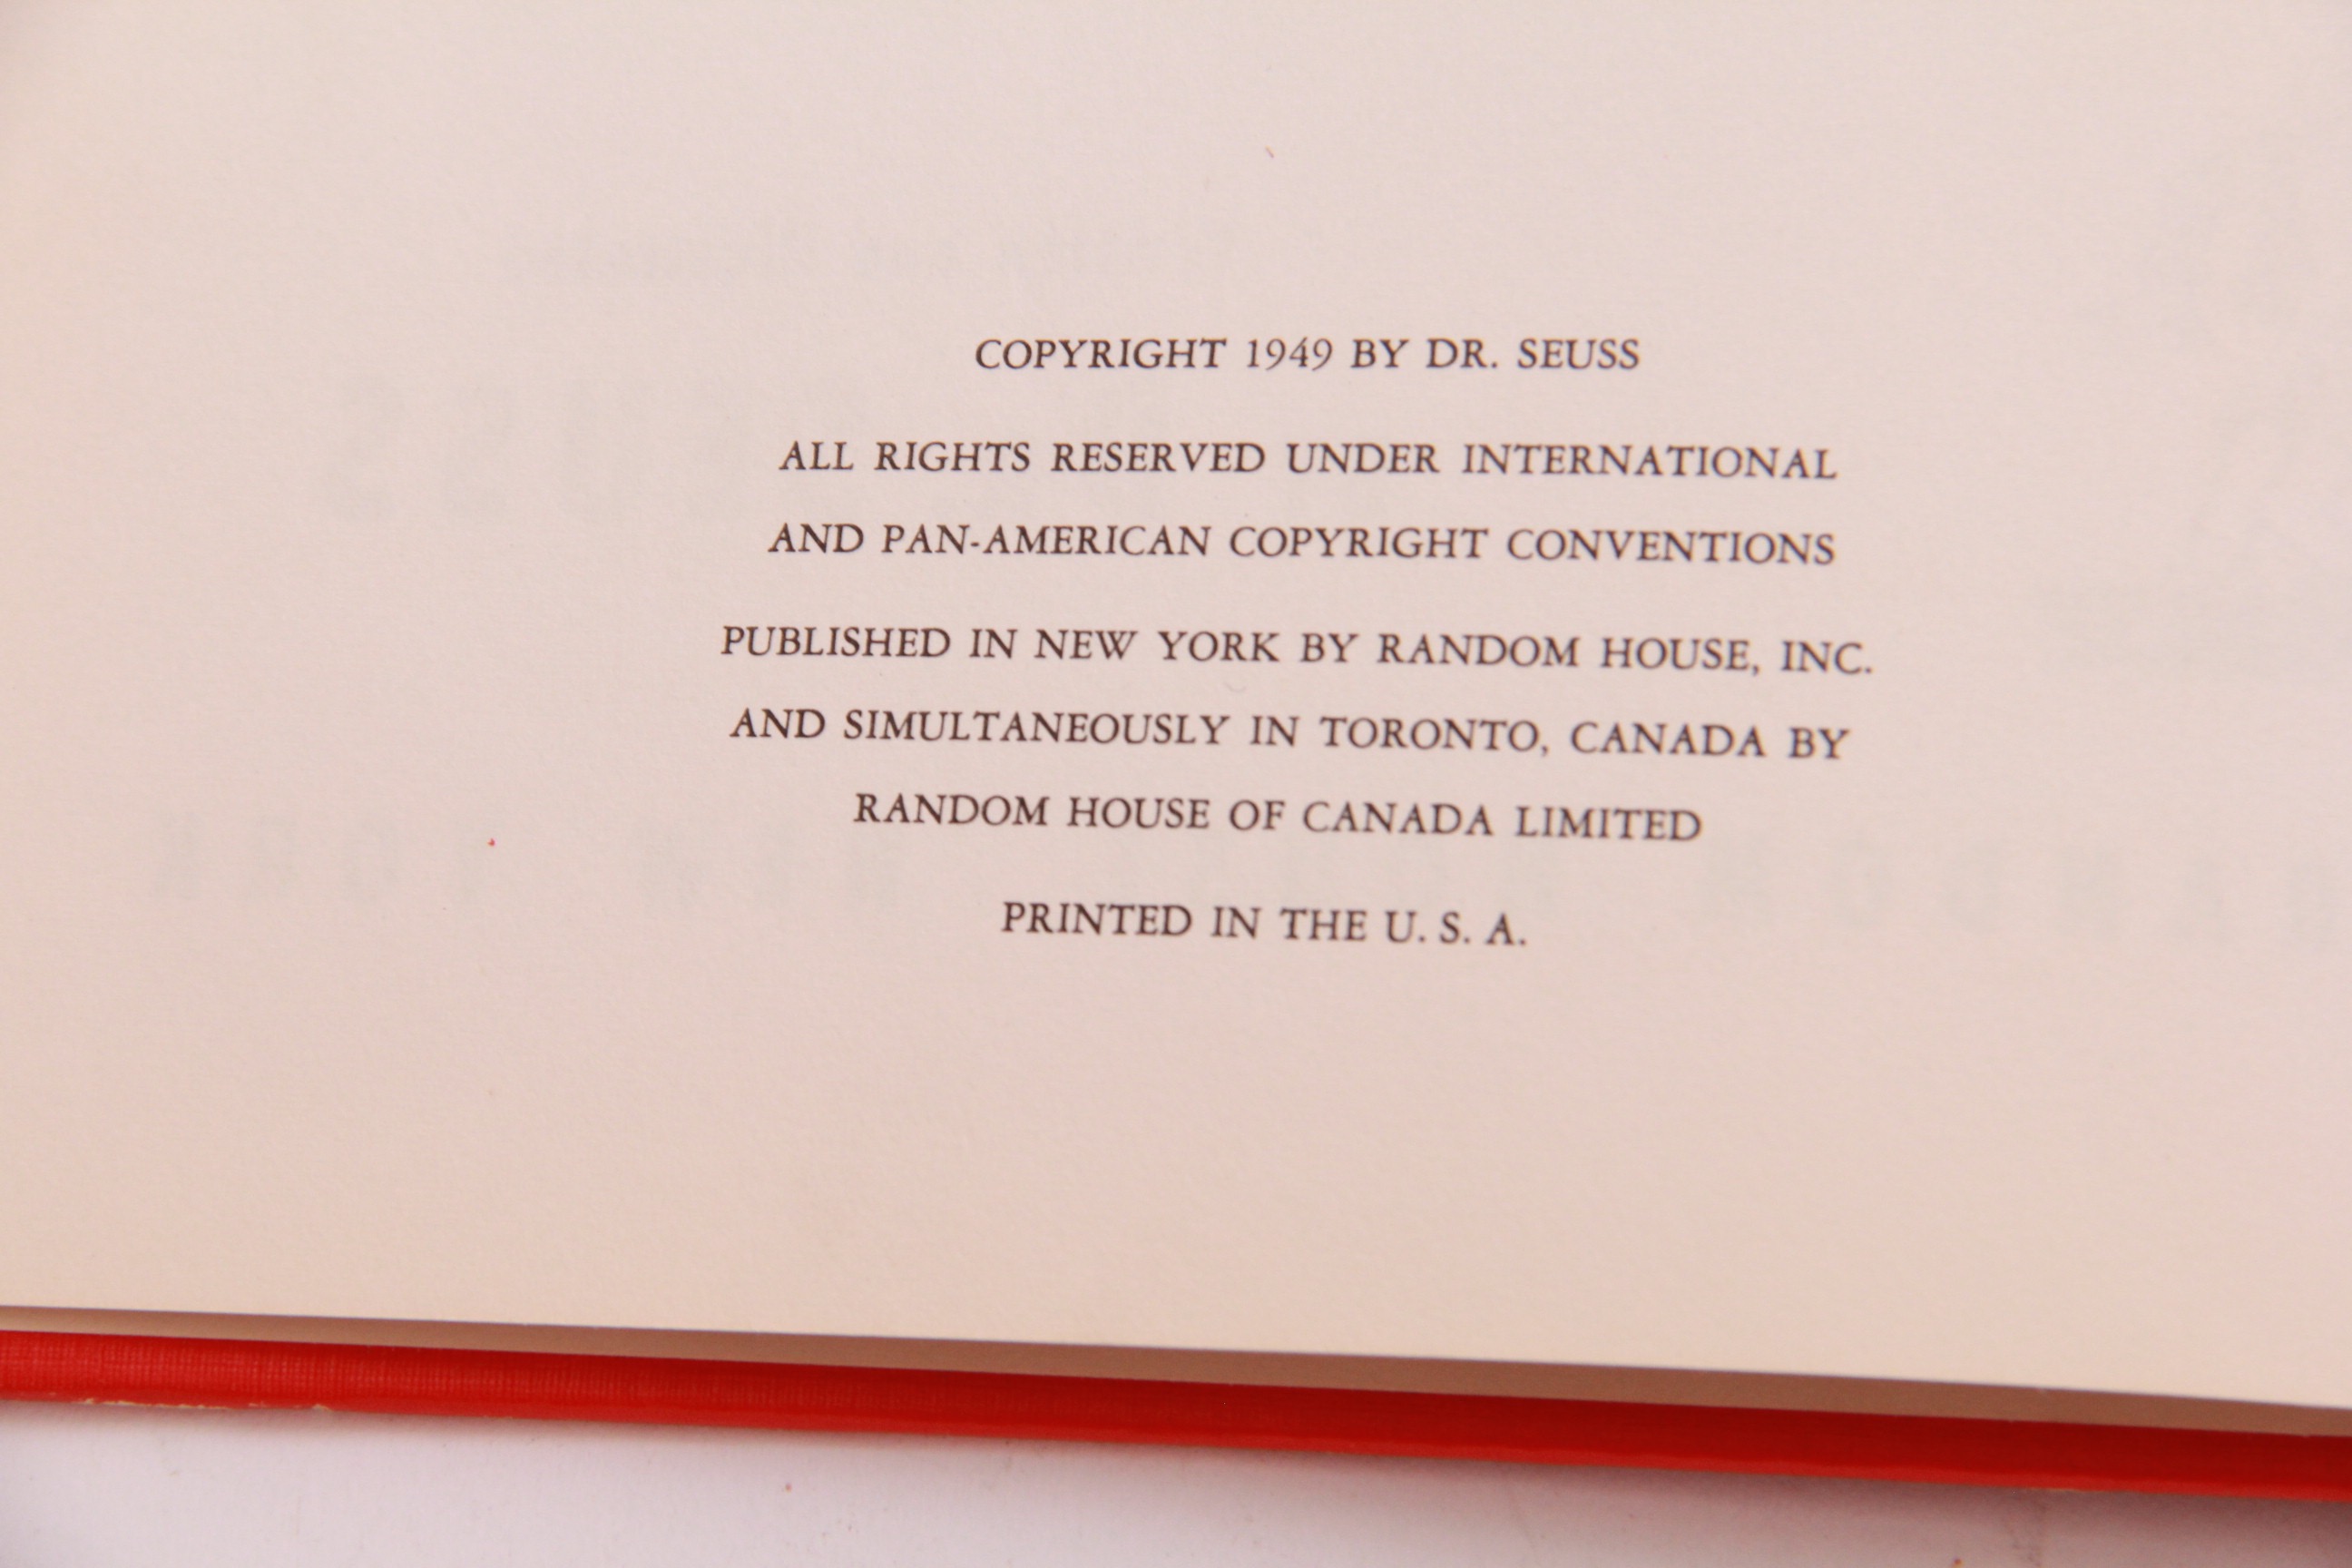 COPYRIGHT 1949 BY DR. SEUSS
ALL RIGHTS RESERVED UNDER INTERNATIONAL
AND PAN-AMERICAN COPYRIGHT CONVENTIONS
PUBLISHED IN NEW YORK BY RANDOM HOUSE, INC.
AND SIMULTANEOUSLY IN TORONTO, CANADA BY
RANDOM HOUSE OF CANADA LIMITED
PRINTED IN THE U. S. A.